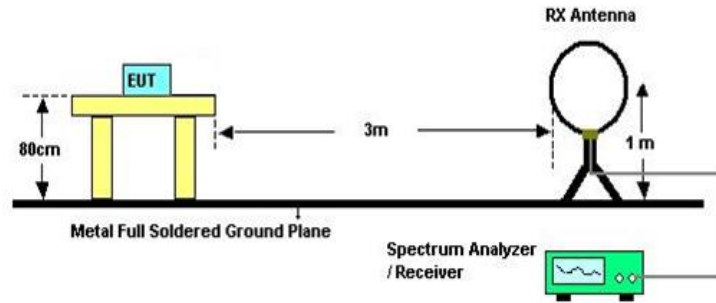 RX Antenna
EUT
3m
80cm
1 m
Metal Full Soldered Ground Plane
Spectrum Analyzer
/ Receiver